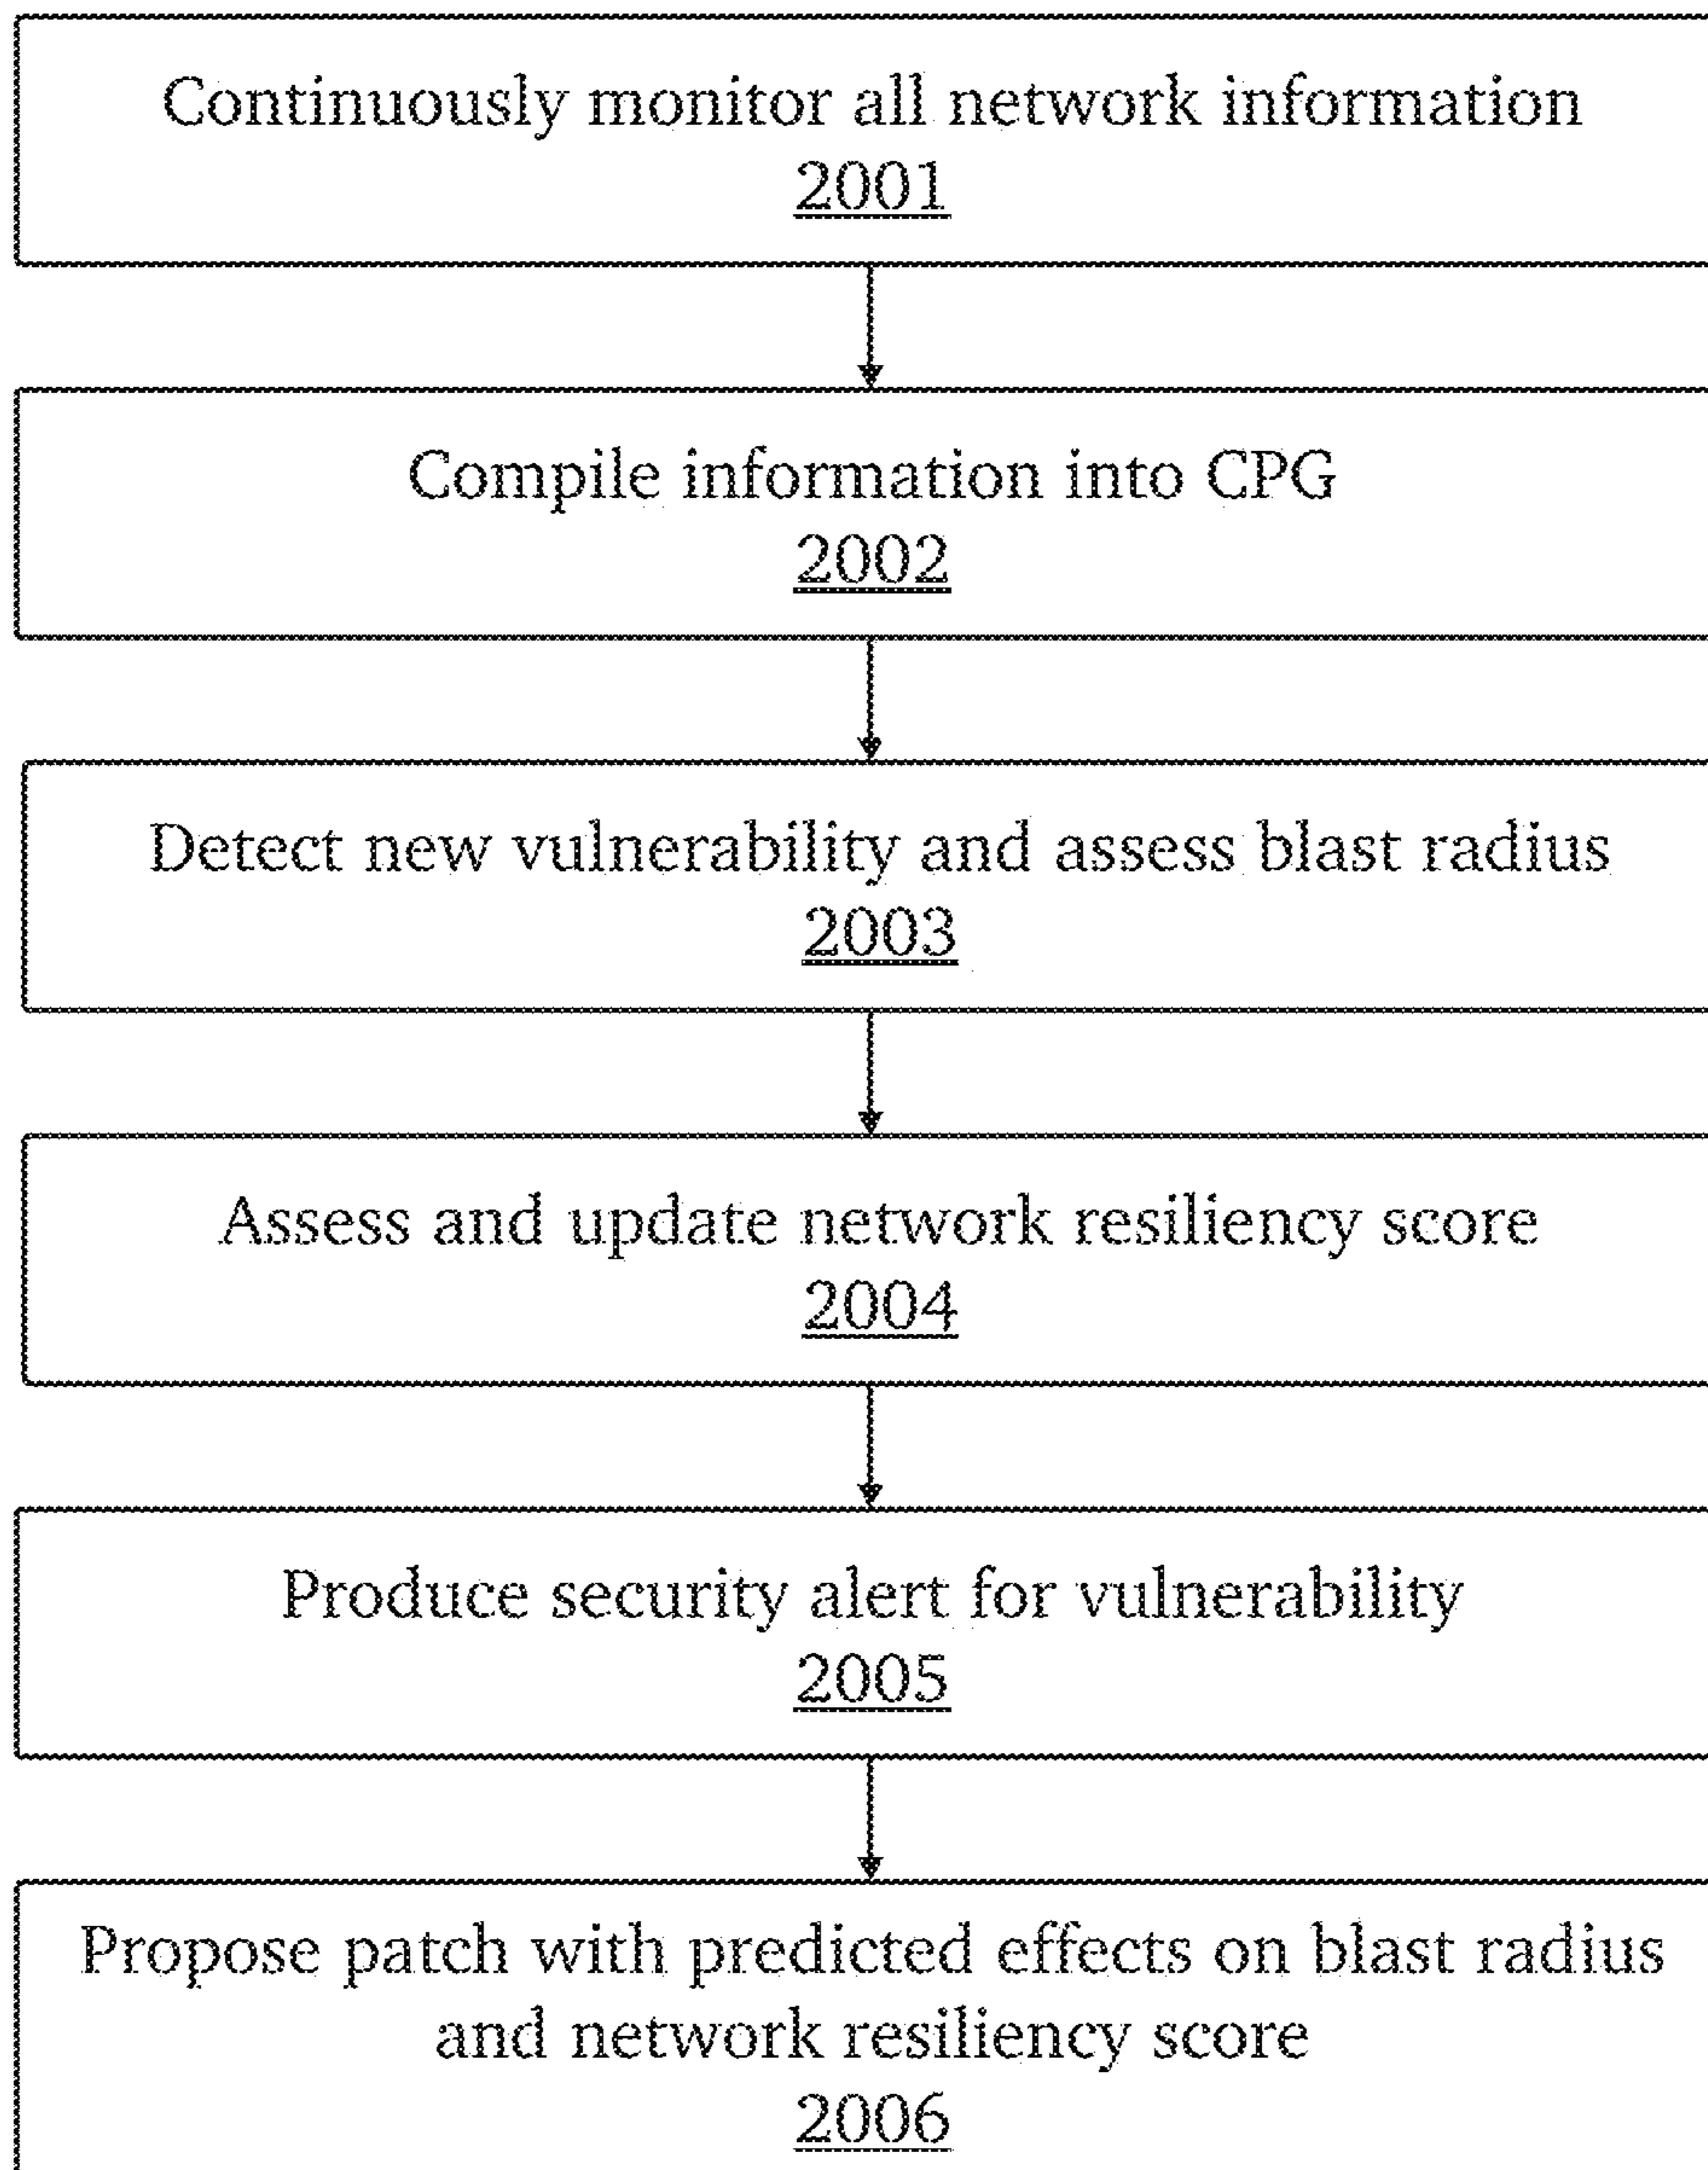 Continuously monitor all network information
2001
Compile information into CPG
2002
Detect new vulnerability and assess blast radius
2003
Assess and update network resiliency score
2004
Produce security alert for vulnerability
2005
Propose patch with predicted effects on blast radius
and network resiliency score
2006